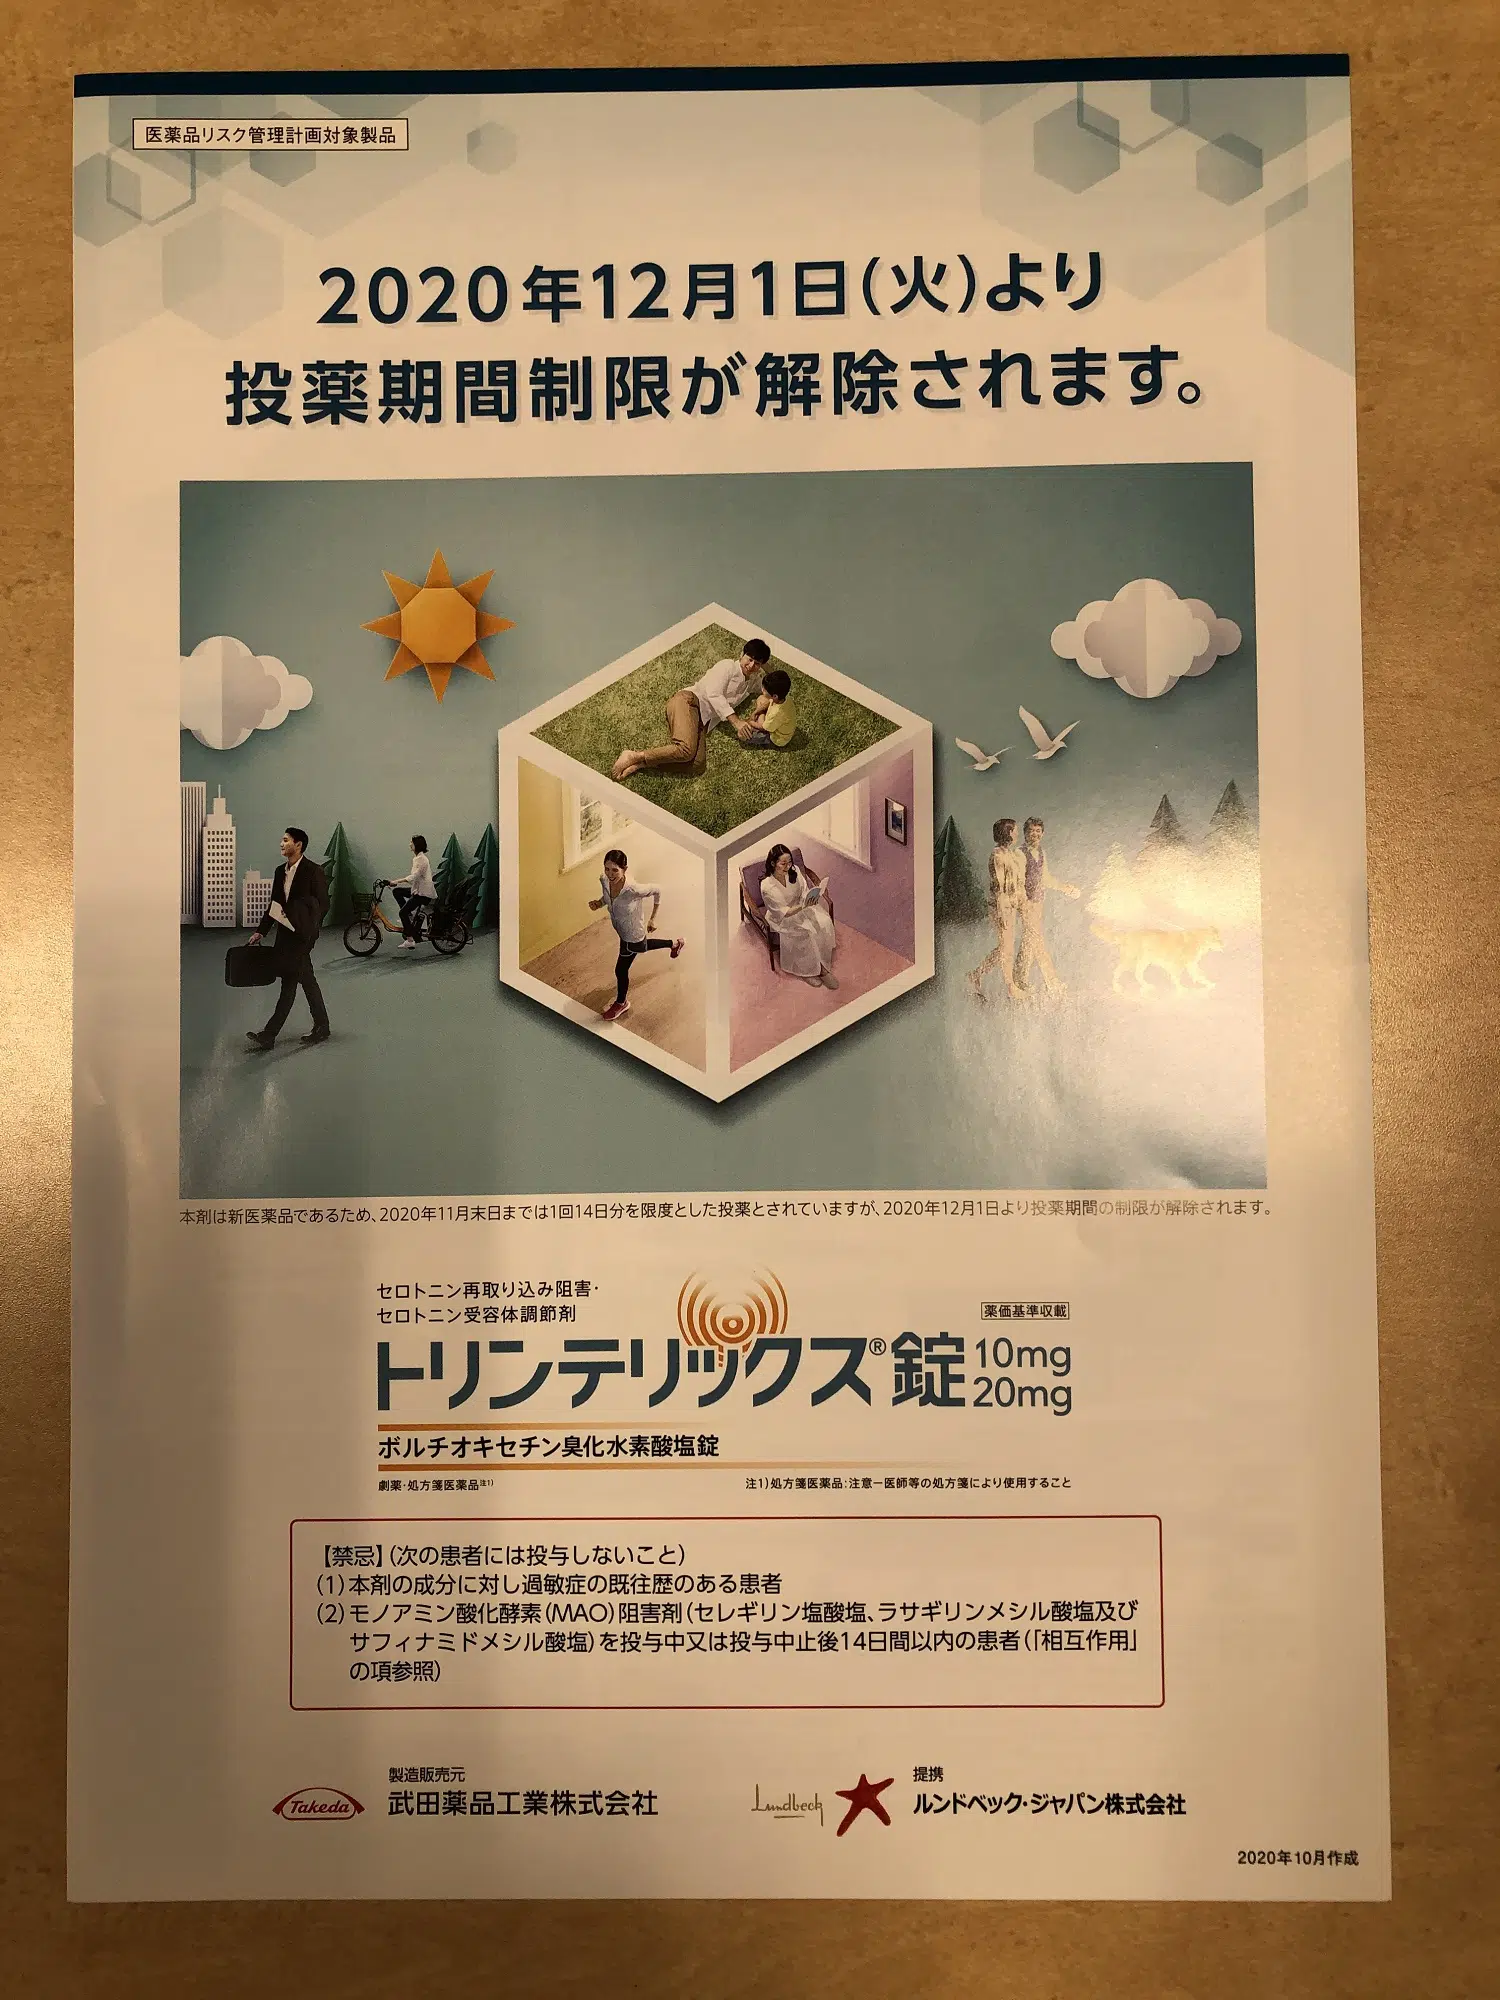 医薬品リスク管理計画対象製品
2020年12月1日(火)より
投薬期間制限が解除されます。
本剤は新医薬品であるため、2020年11月末日までは1回14日分を限度とした投薬とされていますが、2020年12月1日より投薬期間の制限が解除されます。
セロトニン再取り込み阻害・
セロトニン受容体調節剤
薬価基準収載
トリンテリックス®錠 10mg
20mg
ボルチオキセチン臭化水素酸塩錠
劇薬・処方箋医薬品注1)
注1)処方箋医薬品:注意―医師等の処方箋により使用すること
【禁忌】(次の患者には投与しないこと)
(1)本剤の成分に対し過敏症の既往歴のある患者
(2)モノアミン酸化酵素(MAO)阻害剤(セレギリン塩酸塩、ラサギリンメシル酸塩及び
サフィナミドメシル酸塩)を投与中又は投与中止後14日間以内の患者(「相互作用」
の項参照)
製造販売元
Takeda 武田薬品工業株式会社
提携
Lundbeck ルンドベック・ジャパン株式会社
2020年10月作成